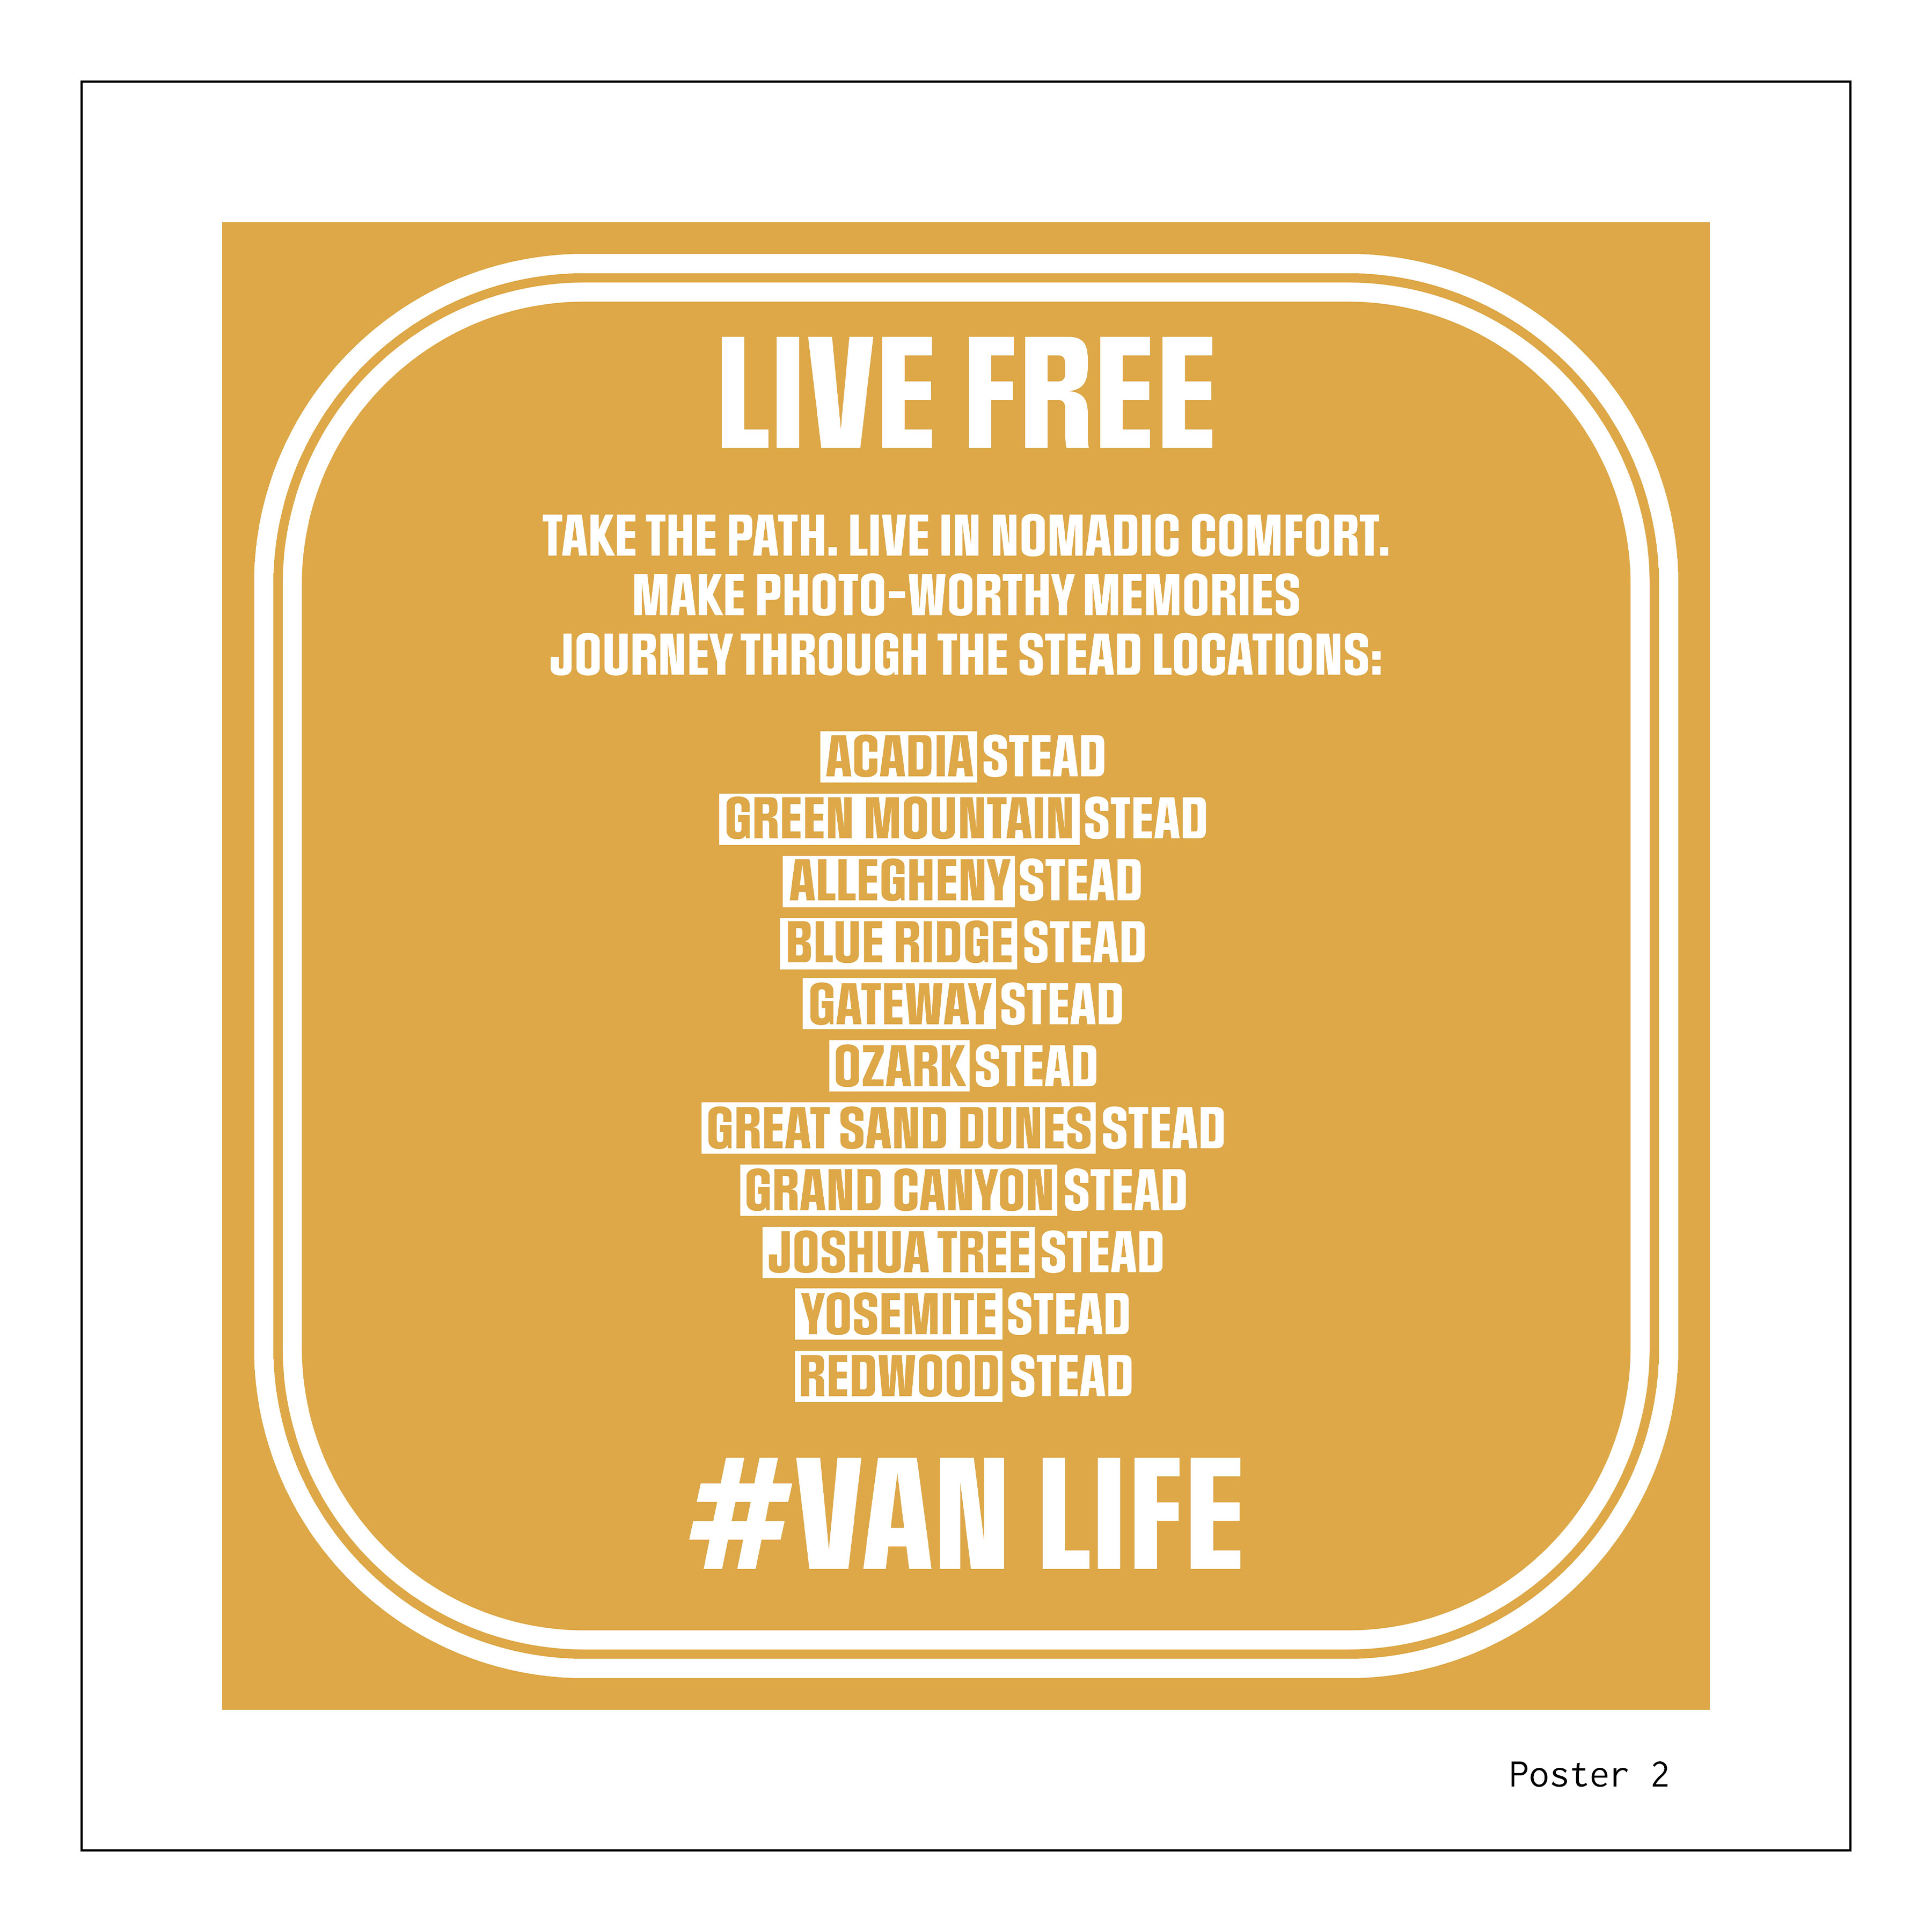 LIVE FREE
TAKE THE PATH. LIVE IN NOMADIC COMFORT.
MAKE PHOTO-WORTHY MEMORIES
JOURNEY THROUGH THE STEAD LOCATIONS:
ACADIA STEAD
GREEN MOUNTAIN STEAD
ALLEGHENY STEAD
BLUE RIDGE STEAD
GATEWAY STEAD
OZARK STEAD
GREAT SAND DUNES STEAD
GRAND CANYON STEAD
JOSHUA TREE STEAD
YOSEMITE STEAD
REDWOOD STEAD
#VAN LIFE
Poster 2